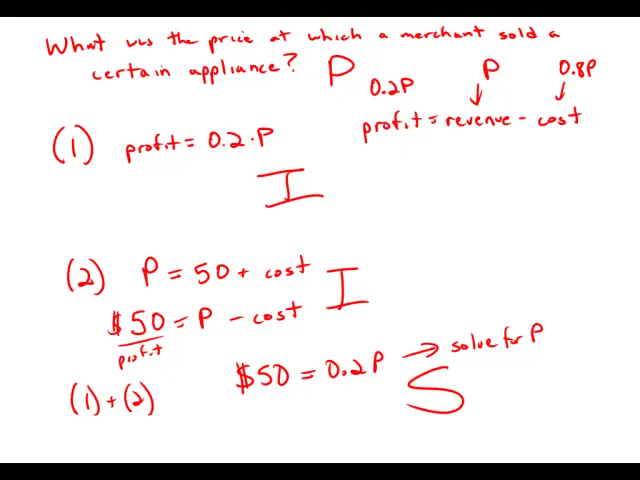 What was the price at which a merchant sold a
certain appliance? P
0.2P P 0.8P
profit = revenue - cost
(1) profit = 0.2·P
I
(2) P = 50 + cost
I
$50 = P - cost
profit
(1)+(2) $50 = 0.2P → solve for P
S